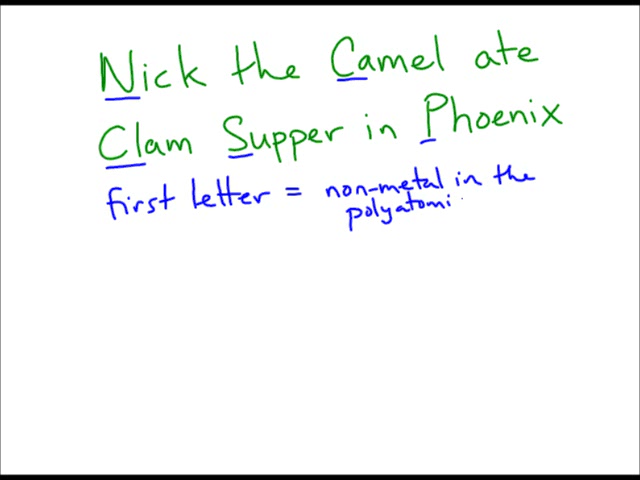 Nick the Camel ate
Clam Supper in Phoenix
first letter = non-metal in the
polyatomi